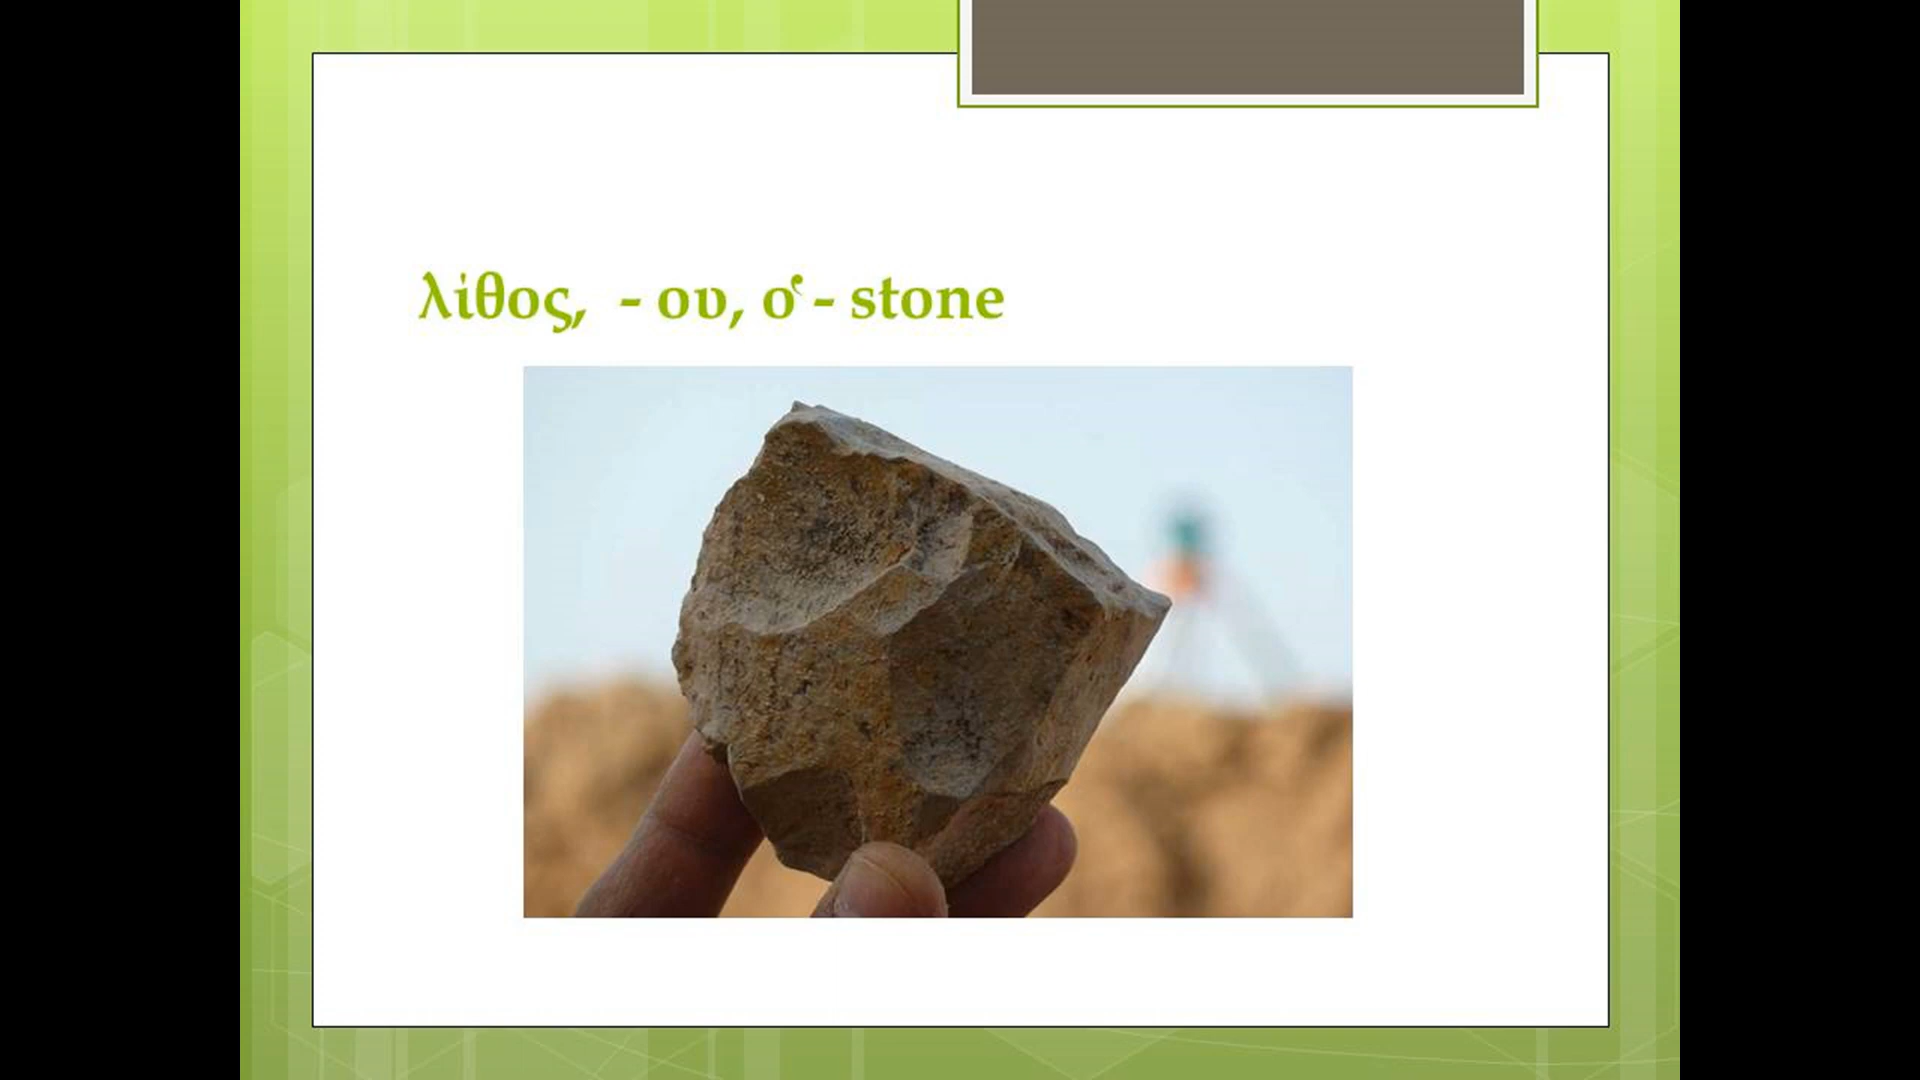 λίθος, - ου, ὁ - stone